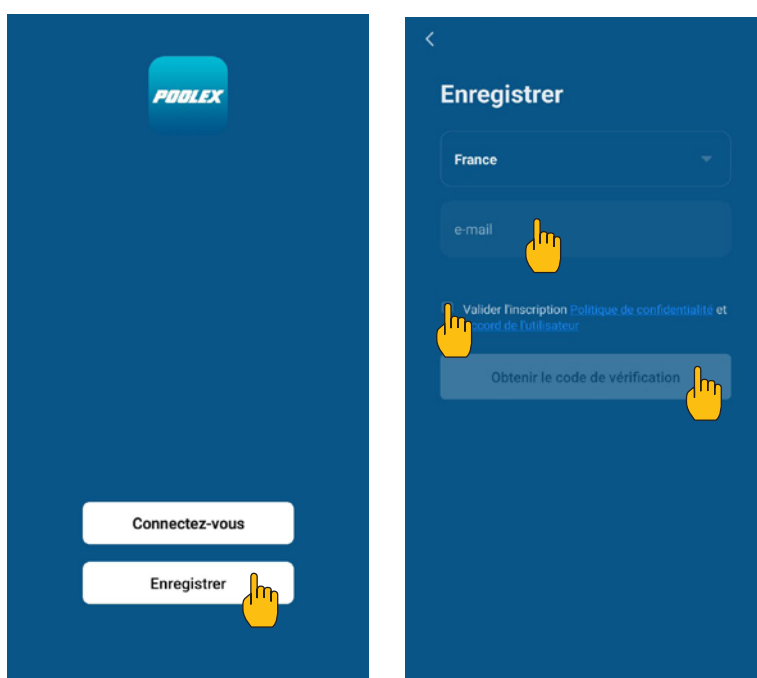 POOLEX
Connectez-vous
Enregistrer
Enregistrer
France
e-mail
Valider l'inscription Politique de confidentialité et
ccord de l'utilisateur
Obtenir le code de vérification